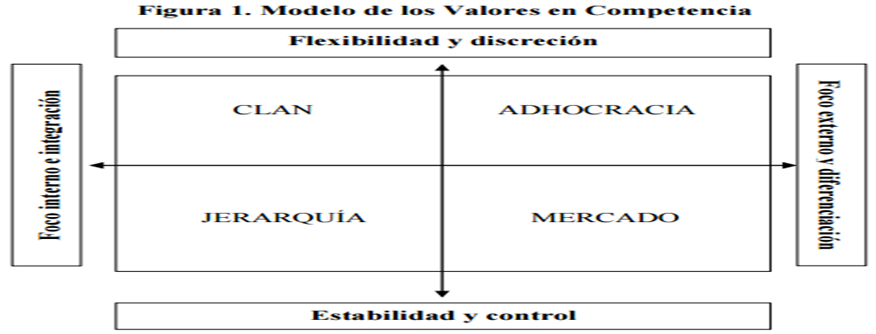 Figura 1. Modelo de los Valores en Competencia
Flexibilidad y discreción
Foco interno e integración
CLAN
ADHOCRACIA
JERARQUÍA
MERCADO
Foco externo y diferenciación
Estabilidad y control